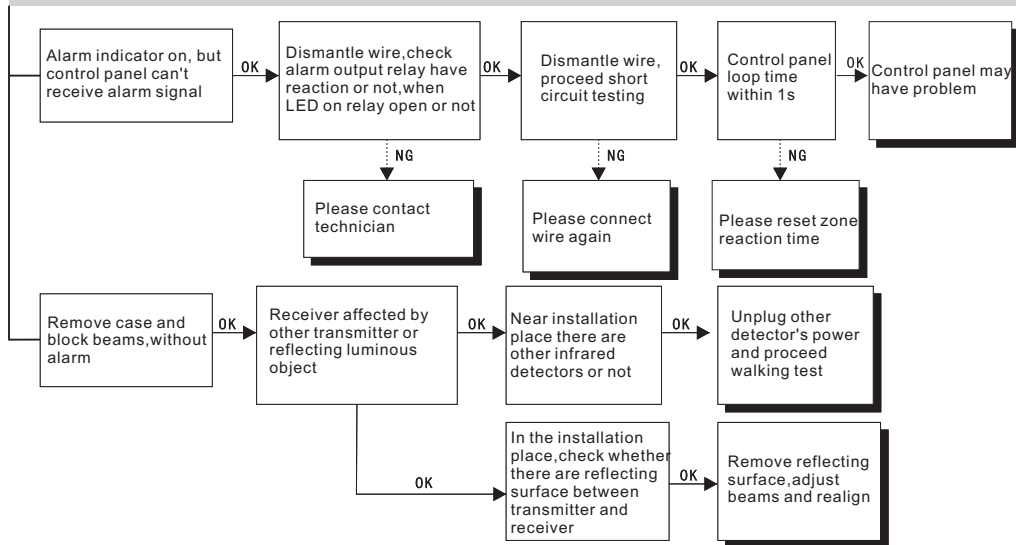 Alarm indicator on, but
control panel can't
receive alarm signal
OK
Dismantle wire,check
alarm output relay have
reaction or not,when
LED on relay open or not
OK
Dismantle wire,
proceed short
circuit testing
OK
Control panel
loop time
within 1s
OK
Control panel may
have problem
NG
NG
NG
Please contact
technician
Please connect
wire again
Please reset zone
reaction time
Remove case and
block beams,without
alarm
OK
Receiver affected by
other transmitter or
reflecting luminous
object
OK
Near installation
place there are
other infrared
detectors or not
OK
Unplug other
detector's power
and proceed
walking test
OK
In the installation
place,check whether
there are reflecting
surface between
transmitter and
receiver
OK
Remove reflecting
surface,adjust
beams and realign